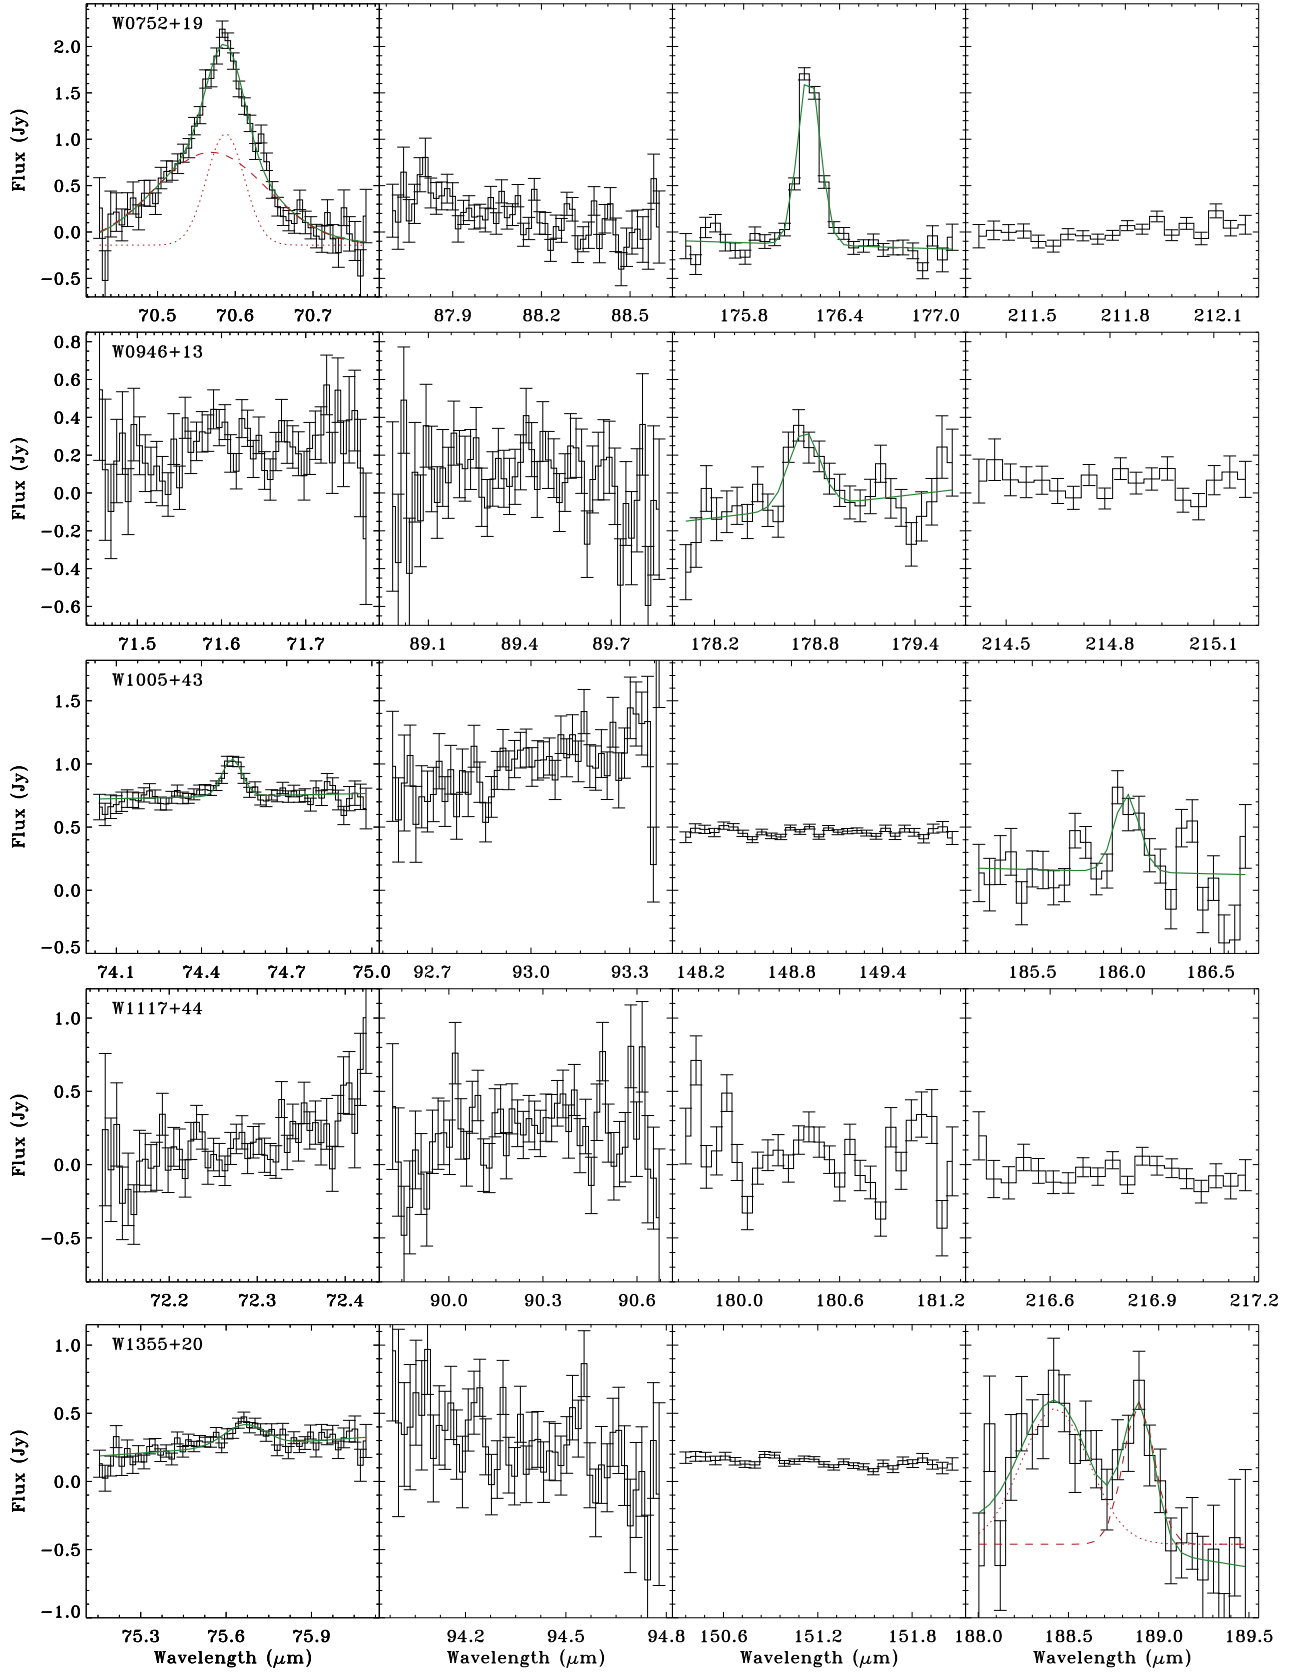 W0752+19
Flux (Jy)
2.0
1.5
1.0
0.5
0.0
−0.5
70.5 70.6 70.7
87.9 88.2 88.5
175.8 176.4 177.0
211.5 211.8 212.1
W0946+13
Flux (Jy)
0.8
0.6
0.4
0.2
0.0
−0.2
−0.4
−0.6
71.5 71.6 71.7
89.1 89.4 89.7
178.2 178.8 179.4
214.5 214.8 215.1
W1005+43
Flux (Jy)
1.5
1.0
0.5
0.0
−0.5
74.1 74.4 74.7 75.0
92.7 93.0 93.3
148.2 148.8 149.4
185.5 186.0 186.5
W1117+44
Flux (Jy)
1.0
0.5
0.0
−0.5
72.2 72.3 72.4
90.0 90.3 90.6
180.0 180.6 181.2
216.6 216.9 217.2
W1355+20
Flux (Jy)
1.0
0.5
0.0
−0.5
−1.0
75.3 75.6 75.9
94.2 94.5 94.8
150.6 151.2 151.8
188.0 188.5 189.0 189.5
Wavelength (μm)
Wavelength (μm)
Wavelength (μm)
Wavelength (μm)